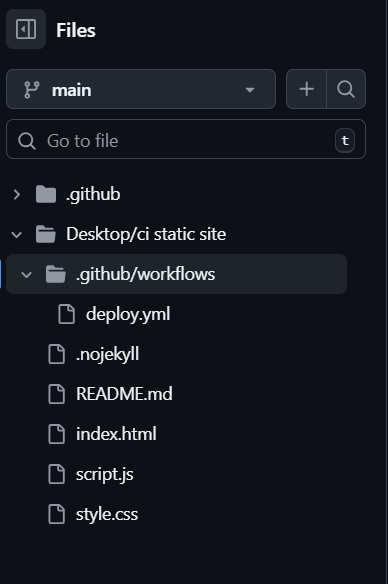 Files
main
Go to file
t
.github
Desktop/ci static site
.github/workflows
deploy.yml
.nojekyll
README.md
index.html
script.js
style.css